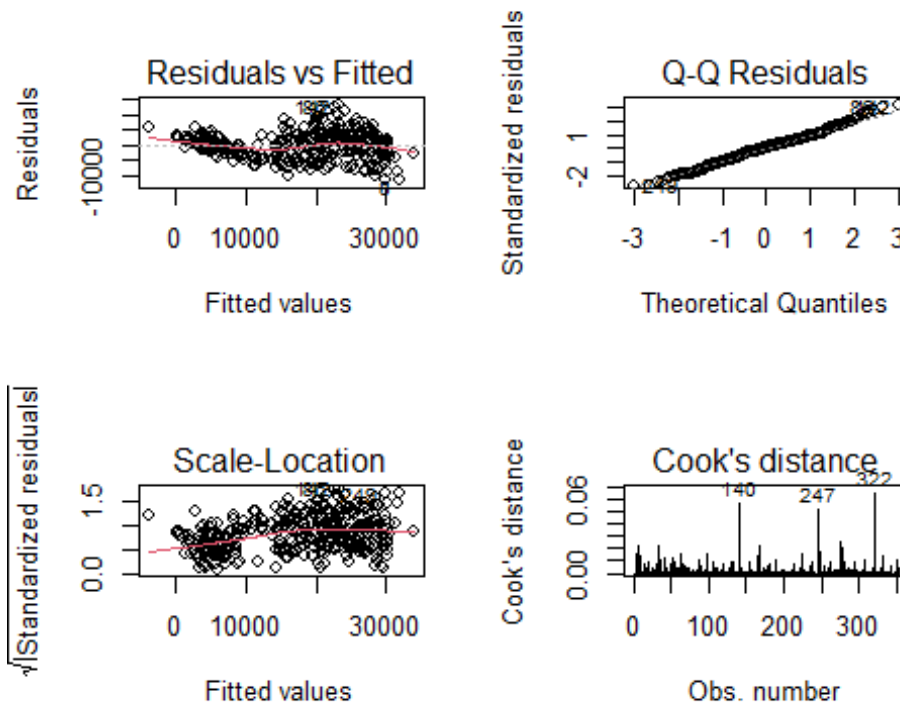 Residuals vs Fitted
Residuals
-10000
0 10000 30000
Fitted values
Q-Q Residuals
Standardized residuals
-2 1
-3 -1 0 1 2 3
Theoretical Quantiles
Scale-Location
√|Standardized residuals|
0.0 1.5
0 10000 30000
Fitted values
Cook's distance
Cook's distance
0.00 0.06
140 247 322
0 100 200 300
Obs. number